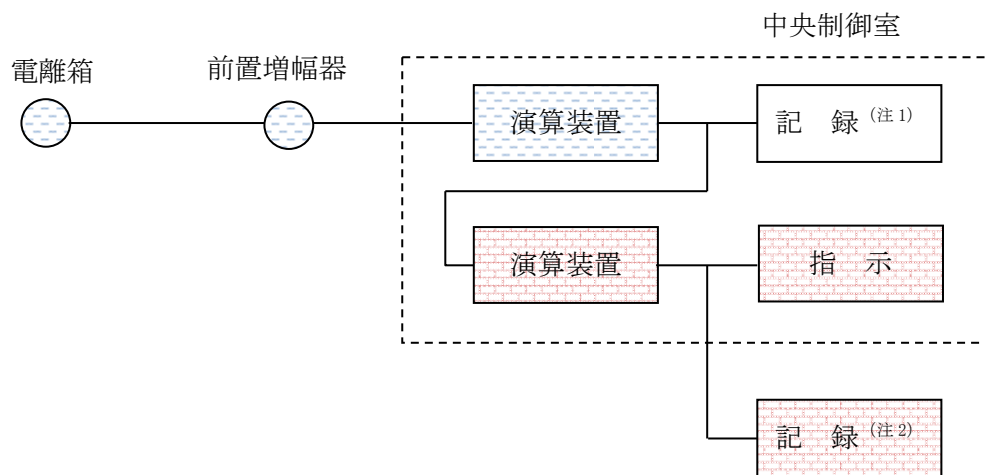 中央制御室
電離箱
前置増幅器
演算装置
記 録 (注1)
演算装置
指 示
記 録 (注2)